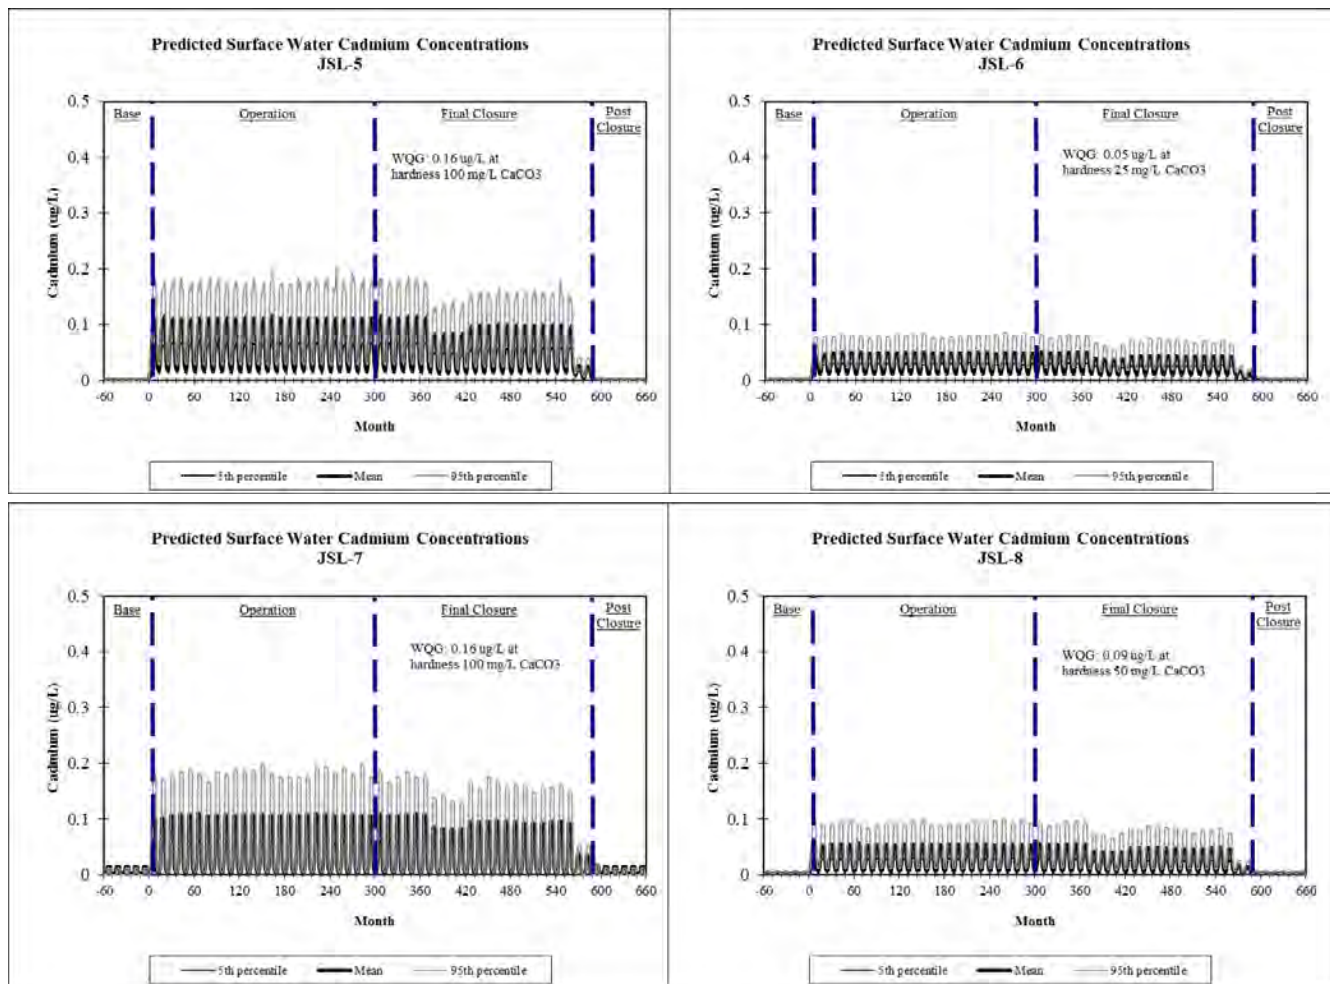 Predicted Surface Water Cadmium Concentrations
JSL-5
0.5
0.4
0.3
0.2
0.1
0
Cadmium (ug/L)
Base
Operation
Final Closure
Post
Closure
WQG: 0.16 ug/L at
hardness 100 mg/L CaCO3
-60 0 60 120 180 240 300 360 420 480 540 600 660
Month
5th percentile Mean 95th percentile
Predicted Surface Water Cadmium Concentrations
JSL-6
0.5
0.4
0.3
0.2
0.1
0
Cadmium (ug/L)
Base
Operation
Final Closure
Post
Closure
WQG: 0.05 ug/L at
hardness 25 mg/L CaCO3
-60 0 60 120 180 240 300 360 420 480 540 600 660
Month
5th percentile Mean 95th percentile
Predicted Surface Water Cadmium Concentrations
JSL-7
0.5
0.4
0.3
0.2
0.1
0
Cadmium (ug/L)
Base
Operation
Final Closure
Post
Closure
WQG: 0.16 ug/L at
hardness 100 mg/L CaCO3
-60 0 60 120 180 240 300 360 420 480 540 600 660
Month
5th percentile Mean 95th percentile
Predicted Surface Water Cadmium Concentrations
JSL-8
0.5
0.4
0.3
0.2
0.1
0
Cadmium (ug/L)
Base
Operation
Final Closure
Post
Closure
WQG: 0.09 ug/L at
hardness 50 mg/L CaCO3
-60 0 60 120 180 240 300 360 420 480 540 600 660
Month
5th percentile Mean 95th percentile